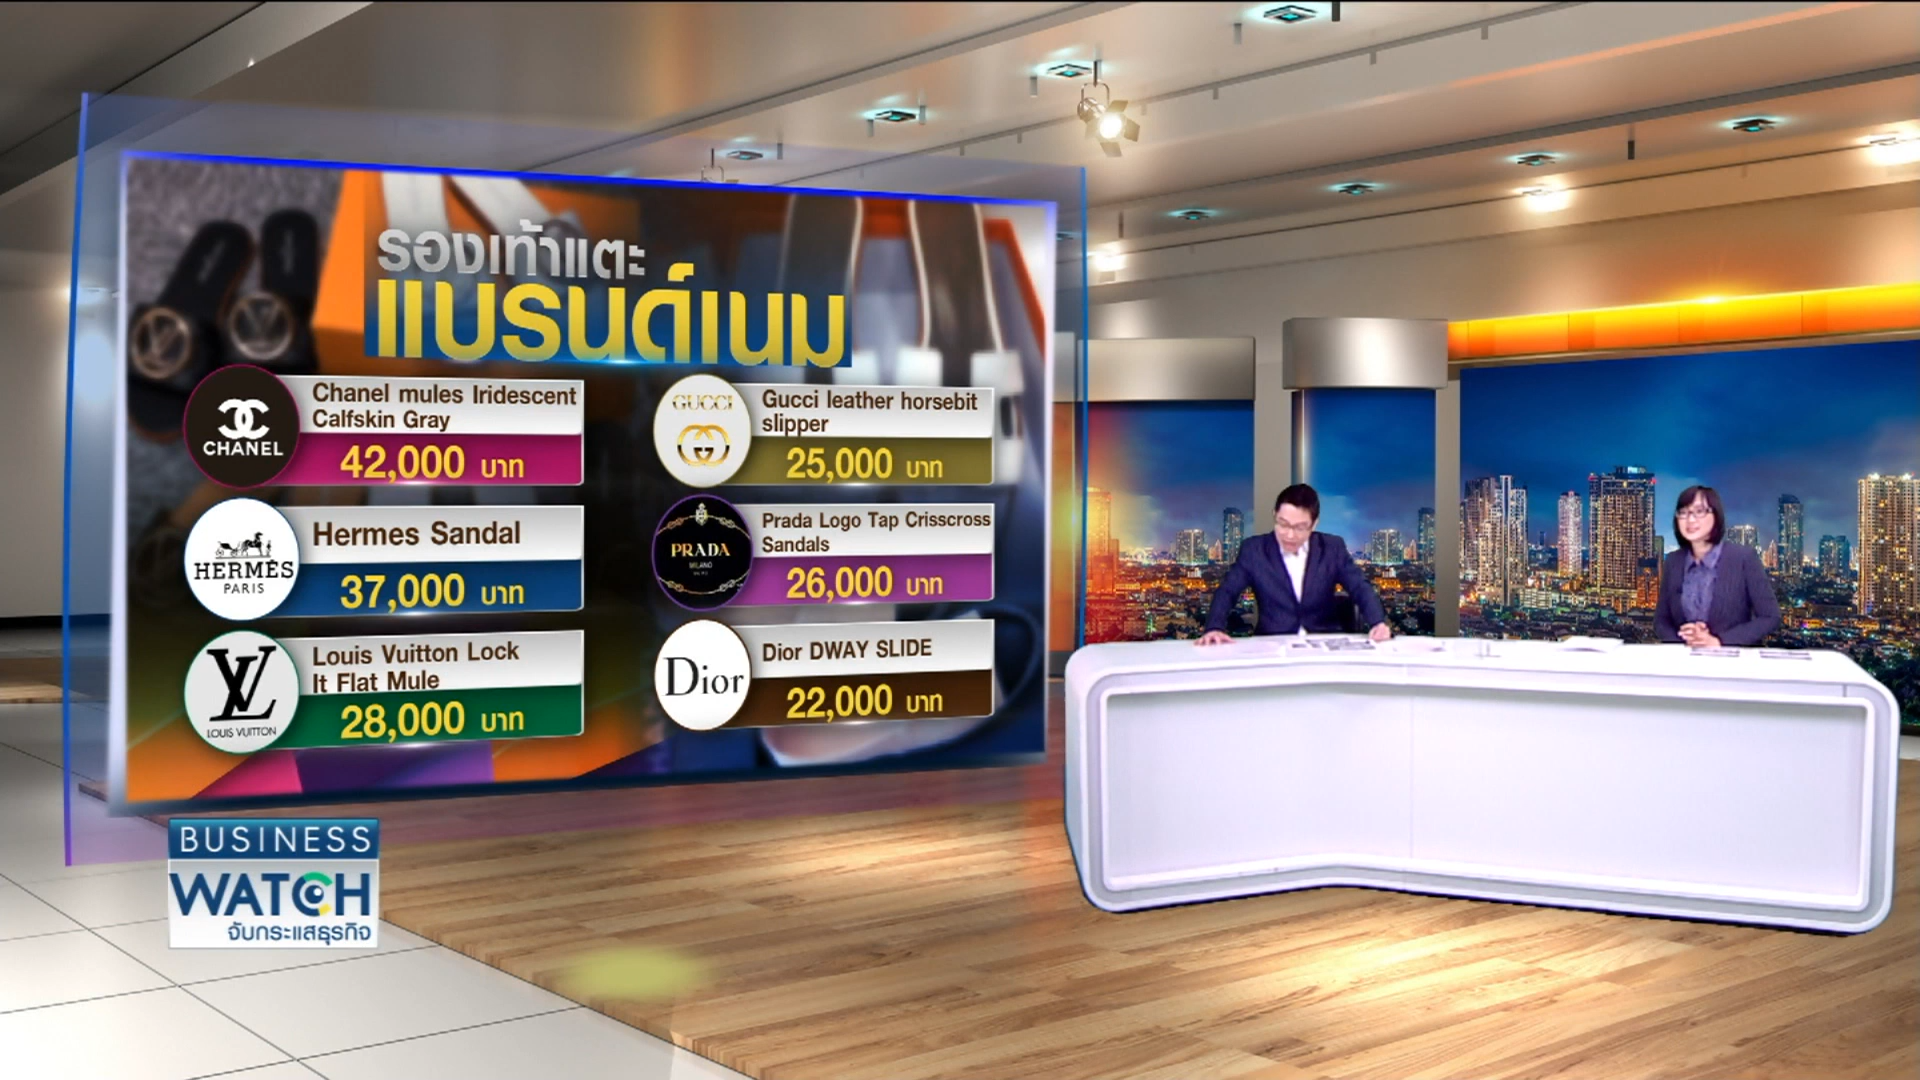 รองเท้าแตะ
แบรนด์เนม
CHANEL
Chanel mules Iridescent
Calfskin Gray
42,000 บาท
HERMÈS
PARIS
Hermes Sandal
37,000 บาท
LV
LOUIS VUITTON
Louis Vuitton Lock
It Flat Mule
28,000 บาท
GUCCI
Gucci leather horsebit
slipper
25,000 บาท
PRADA
MILANO
Prada Logo Tap Crisscross
Sandals
26,000 บาท
Dior
Dior DWAY SLIDE
22,000 บาท
BUSINESS
WATCH
จับกระแสธุรกิจ